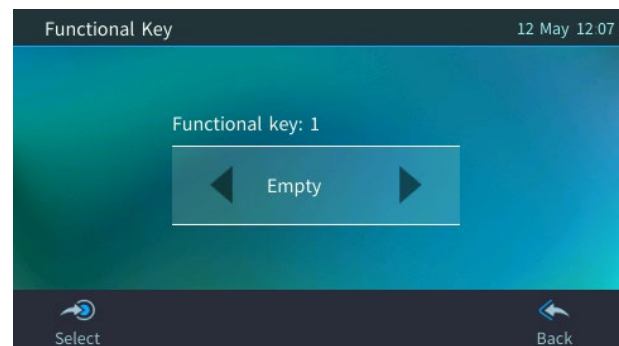 Functional Key
12 May 12:07
Functional key: 1
Empty
Select
Back